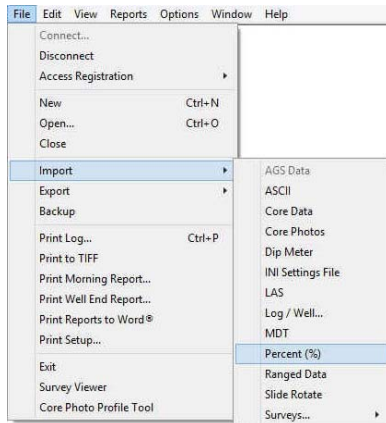 File Edit View Reports Options Window Help
Connect...
Disconnect
Access Registration
New Ctrl+N
Open... Ctrl+O
Close
Import
Export
Backup
Print Log... Ctrl+P
Print to TIFF
Print Morning Report...
Print Well End Report...
Print Reports to Word®
Print Setup...
Exit
Survey Viewer
Core Photo Profile Tool
AGS Data
ASCII
Core Data
Core Photos
Dip Meter
INI Settings File
LAS
Log / Well...
MDT
Percent (%)
Ranged Data
Slide Rotate
Surveys...